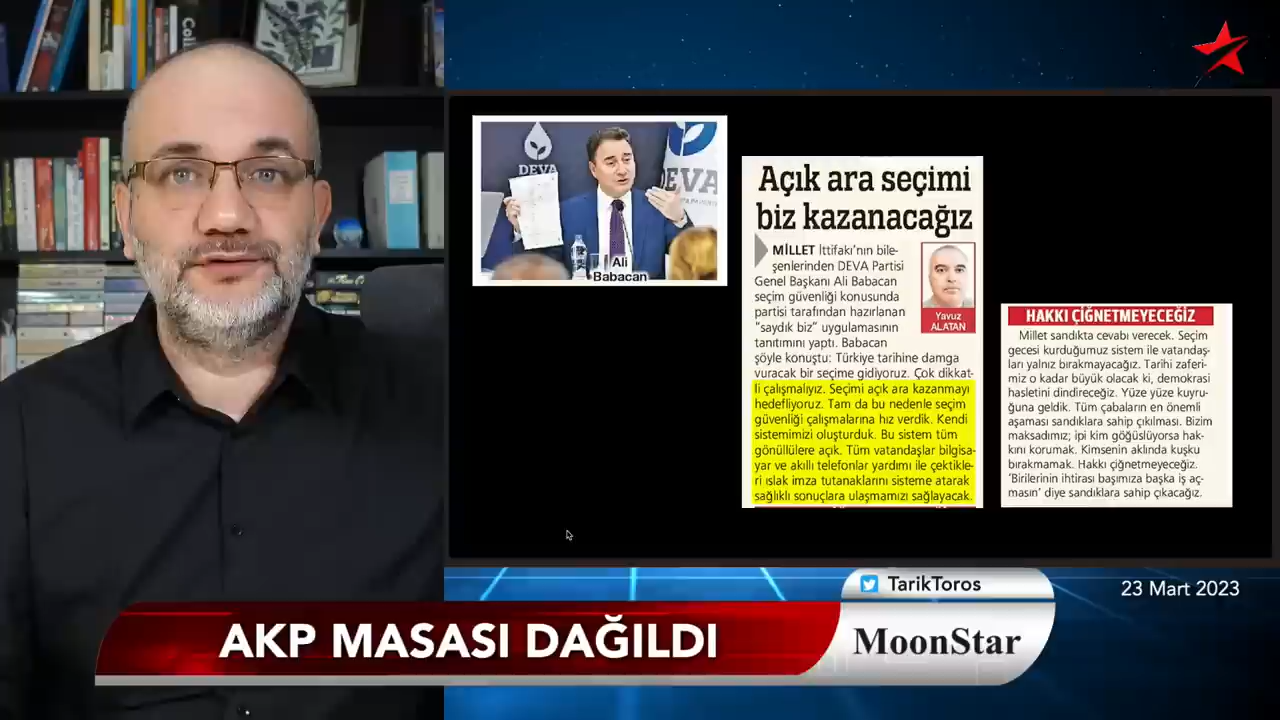 DEVA
DEVA
Ali
Babacan
Açık ara seçimi
biz kazanacağız
MİLLET İttifakı'nın bile-
şenlerinden DEVA Partisi
Genel Başkanı Ali Babacan
seçim güvenliği konusunda
partisi tarafından hazırlanan
"saydık biz" uygulamasının
tanıtımını yaptı. Babacan
şöyle konuştu: Türkiye tarihine damga
vuracak bir seçime gidiyoruz. Çok dikkat-
li çalışmalıyız. Seçimi açık ara kazanmayı
hedefliyoruz. Tam da bu nedenle seçim
güvenliği çalışmalarına hız verdik. Kendi
sistemimizi oluşturduk. Bu sistem tüm
gönüllülere açık. Tüm vatandaşlar bilgisa-
yar ve akıllı telefonlar yardımı ile çektikle-
ri ıslak imza tutanaklarını sisteme atarak
sağlıklı sonuçlara ulaşmamızı sağlayacak.
Yavuz
ALATAN
HAKKI ÇİĞNETMEYECEĞİZ
Millet sandıkta cevabı verecek. Seçim
gecesi kurduğumuz sistem ile vatandaş-
ları yalnız bırakmayacağız. Tarihi zaferi-
miz o kadar büyük olacak ki, demokrasi
hasletini dindireceğiz. Yüze yüze kuyru-
ğuna geldik. Tüm çabaların en önemli
aşaması sandıklara sahip çıkılması. Bizim
maksadımız; ipi kim göğüslüyorsa hak-
kını korumak. Kimsenin aklında kuşku
bırakmamak. Hakkı çiğnetmeyeceğiz.
'Birilerinin ihtirası başımıza başka iş aç-
masın' diye sandıklara sahip çıkacağız.
TarikToros
23 Mart 2023
AKP MASASI DAĞILDI
MoonStar